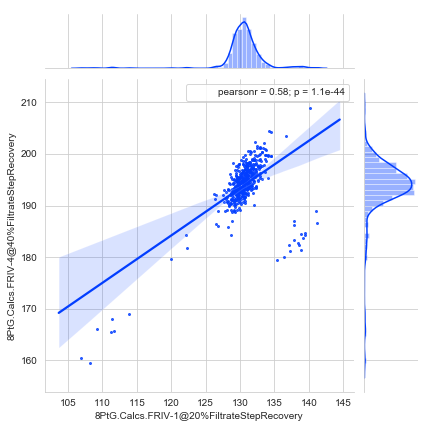 pearsonr = 0.58; p = 1.1e-44
210
200
190
180
170
160
8PtG.Calcs.FRIV-4@40%FiltrateStepRecovery
105 110 115 120 125 130 135 140 145
8PtG.Calcs.FRIV-1@20%FiltrateStepRecovery